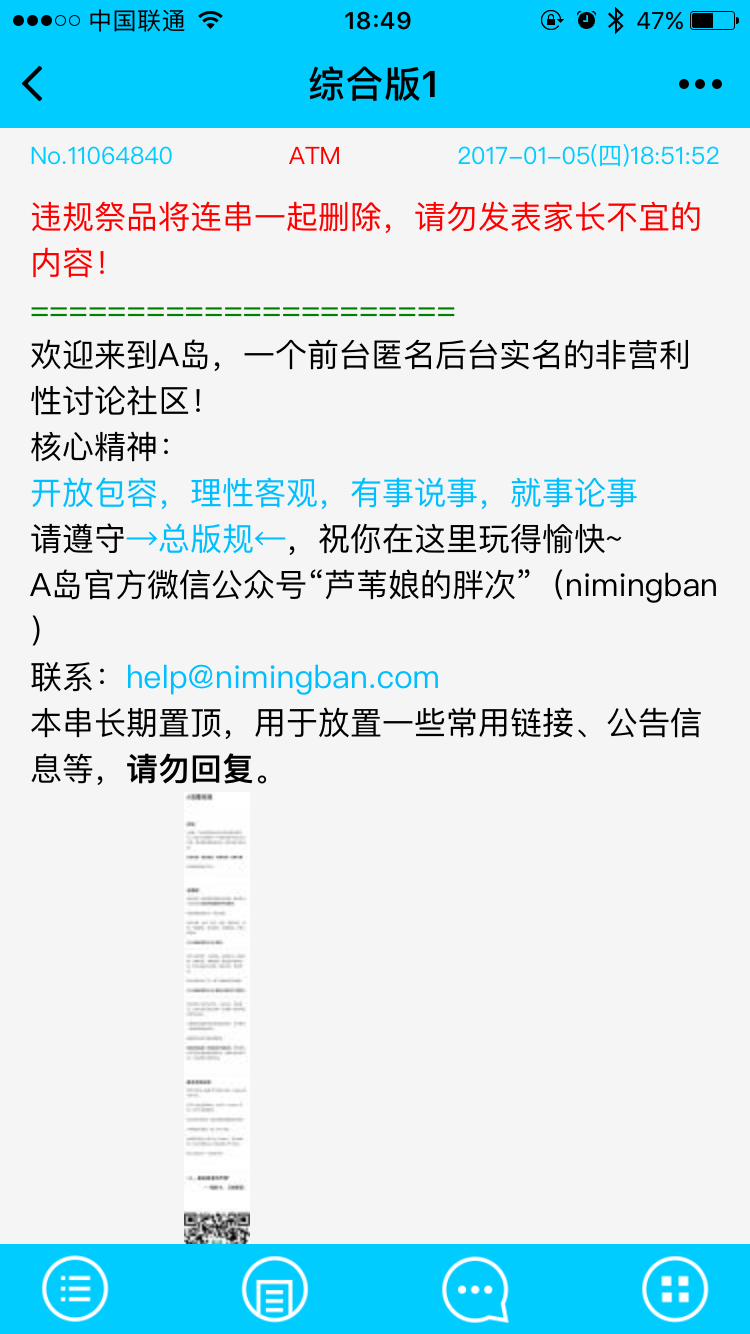 中国联通 18:49 47%
综合版1
No.11064840 ATM 2017-01-05(四)18:51:52
违规祭品将连串一起删除，请勿发表家长不宜的
内容！
======================
欢迎来到A岛，一个前台匿名后台实名的非营利
性讨论社区！
核心精神：
开放包容，理性客观，有事说事，就事论事
请遵守→总版规←，祝你在这里玩得愉快~
A岛官方微信公众号“芦苇娘的胖次”（nimingban
）
联系：help@nimingban.com
本串长期置顶，用于放置一些常用链接、公告信
息等，请勿回复。